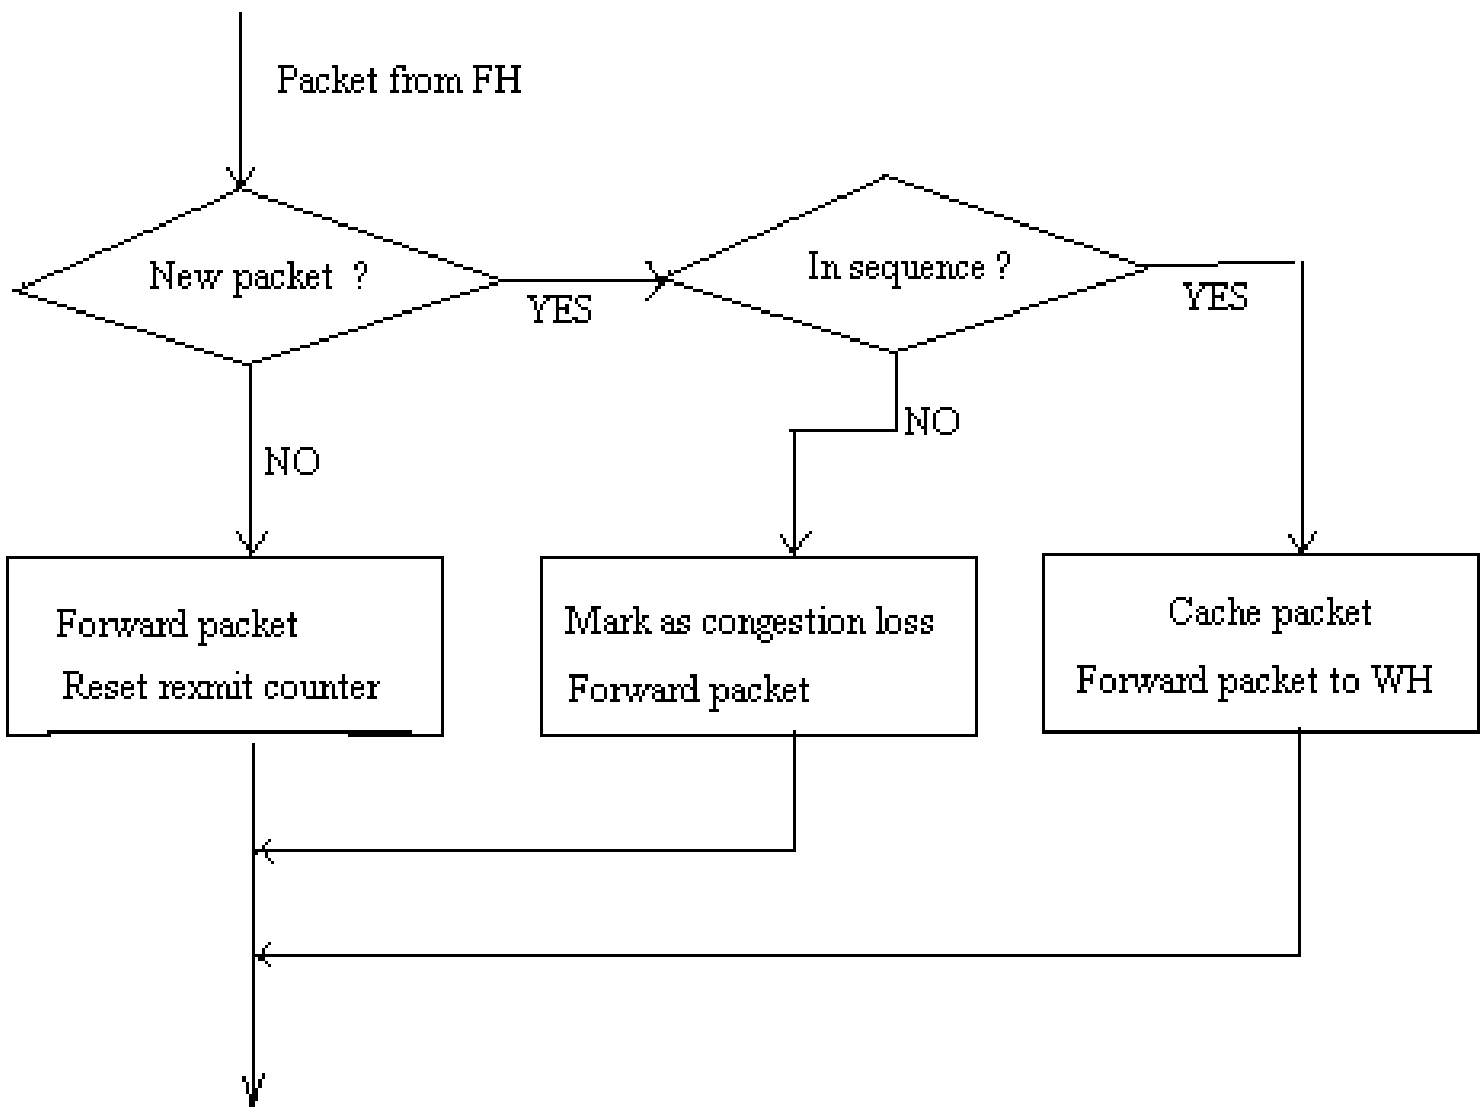 Packet from FH
New packet ?
YES
In sequence ?
YES
NO
NO
Forward packet
Reset rexmit counter
Mark as congestion loss
Forward packet
Cache packet
Forward packet to WH